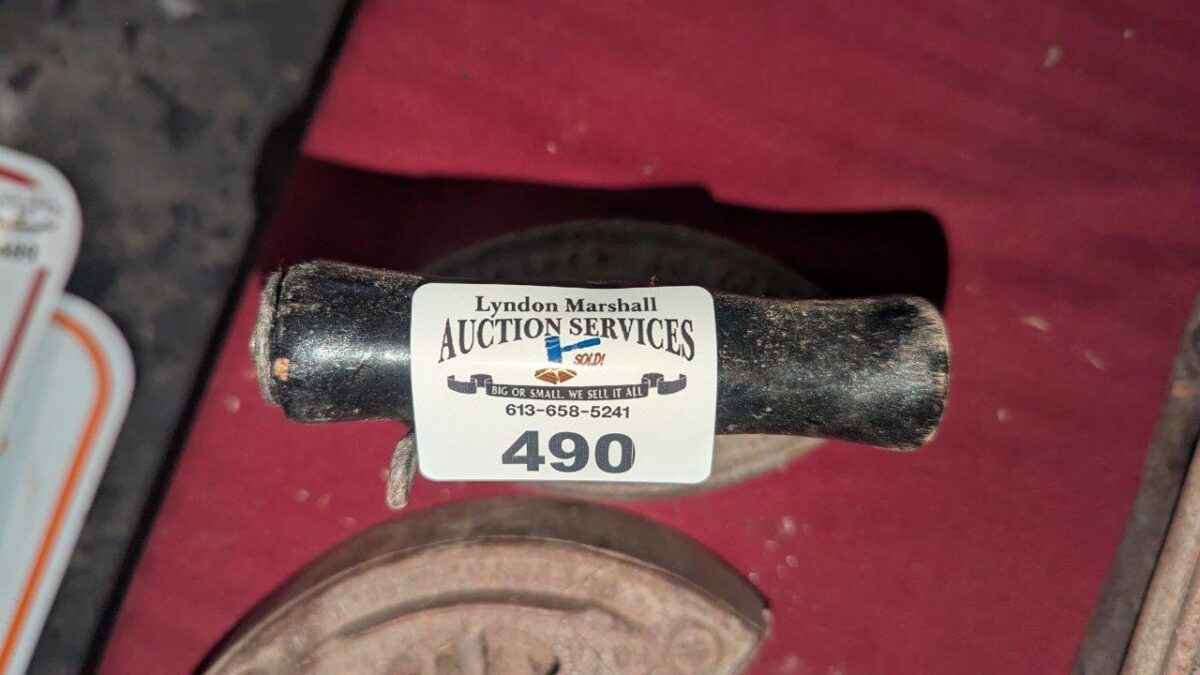 Lyndon Marshall
AUCTION SERVICES
SOLD!
BIG OR SMALL, WE SELL IT ALL
613-658-5241
490